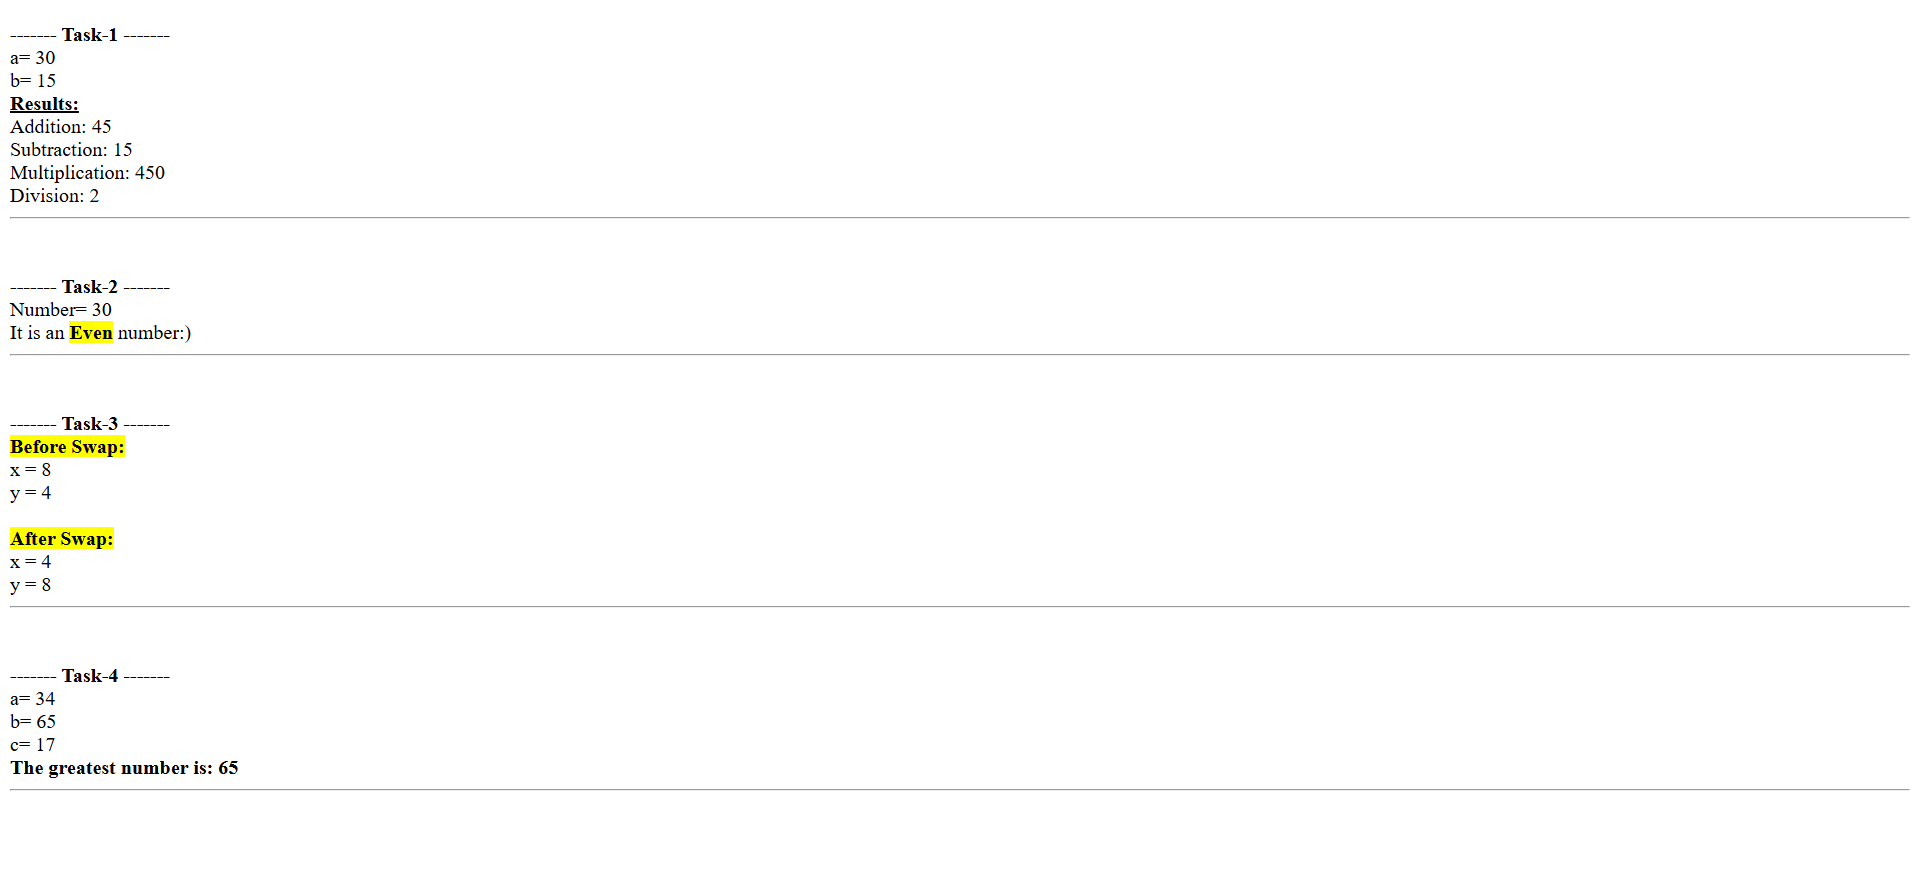 ------- Task-1 -------
a= 30
b= 15
Results:
Addition: 45
Subtraction: 15
Multiplication: 450
Division: 2
------- Task-2 -------
Number= 30
It is an Even number:)
------- Task-3 -------
Before Swap:
x = 8
y = 4
After Swap:
x = 4
y = 8
------- Task-4 -------
a= 34
b= 65
c= 17
The greatest number is: 65